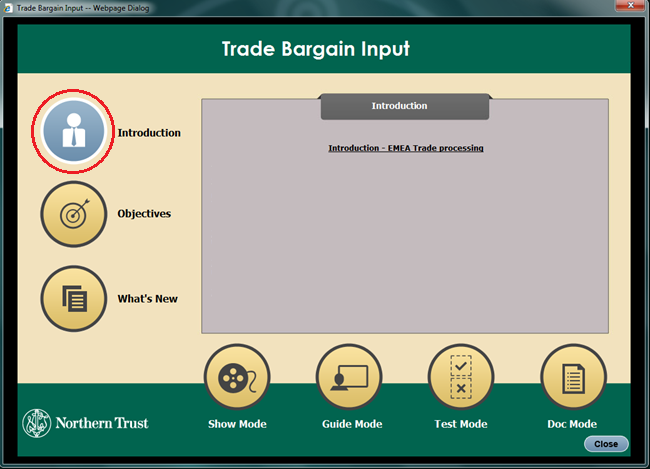 Trade Bargain Input -- Webpage Dialog
Trade Bargain Input
Introduction
Introduction
Introduction - EMEA Trade processing
Objectives
What's New
Show Mode
Guide Mode
Test Mode
Doc Mode
Northern Trust
Close